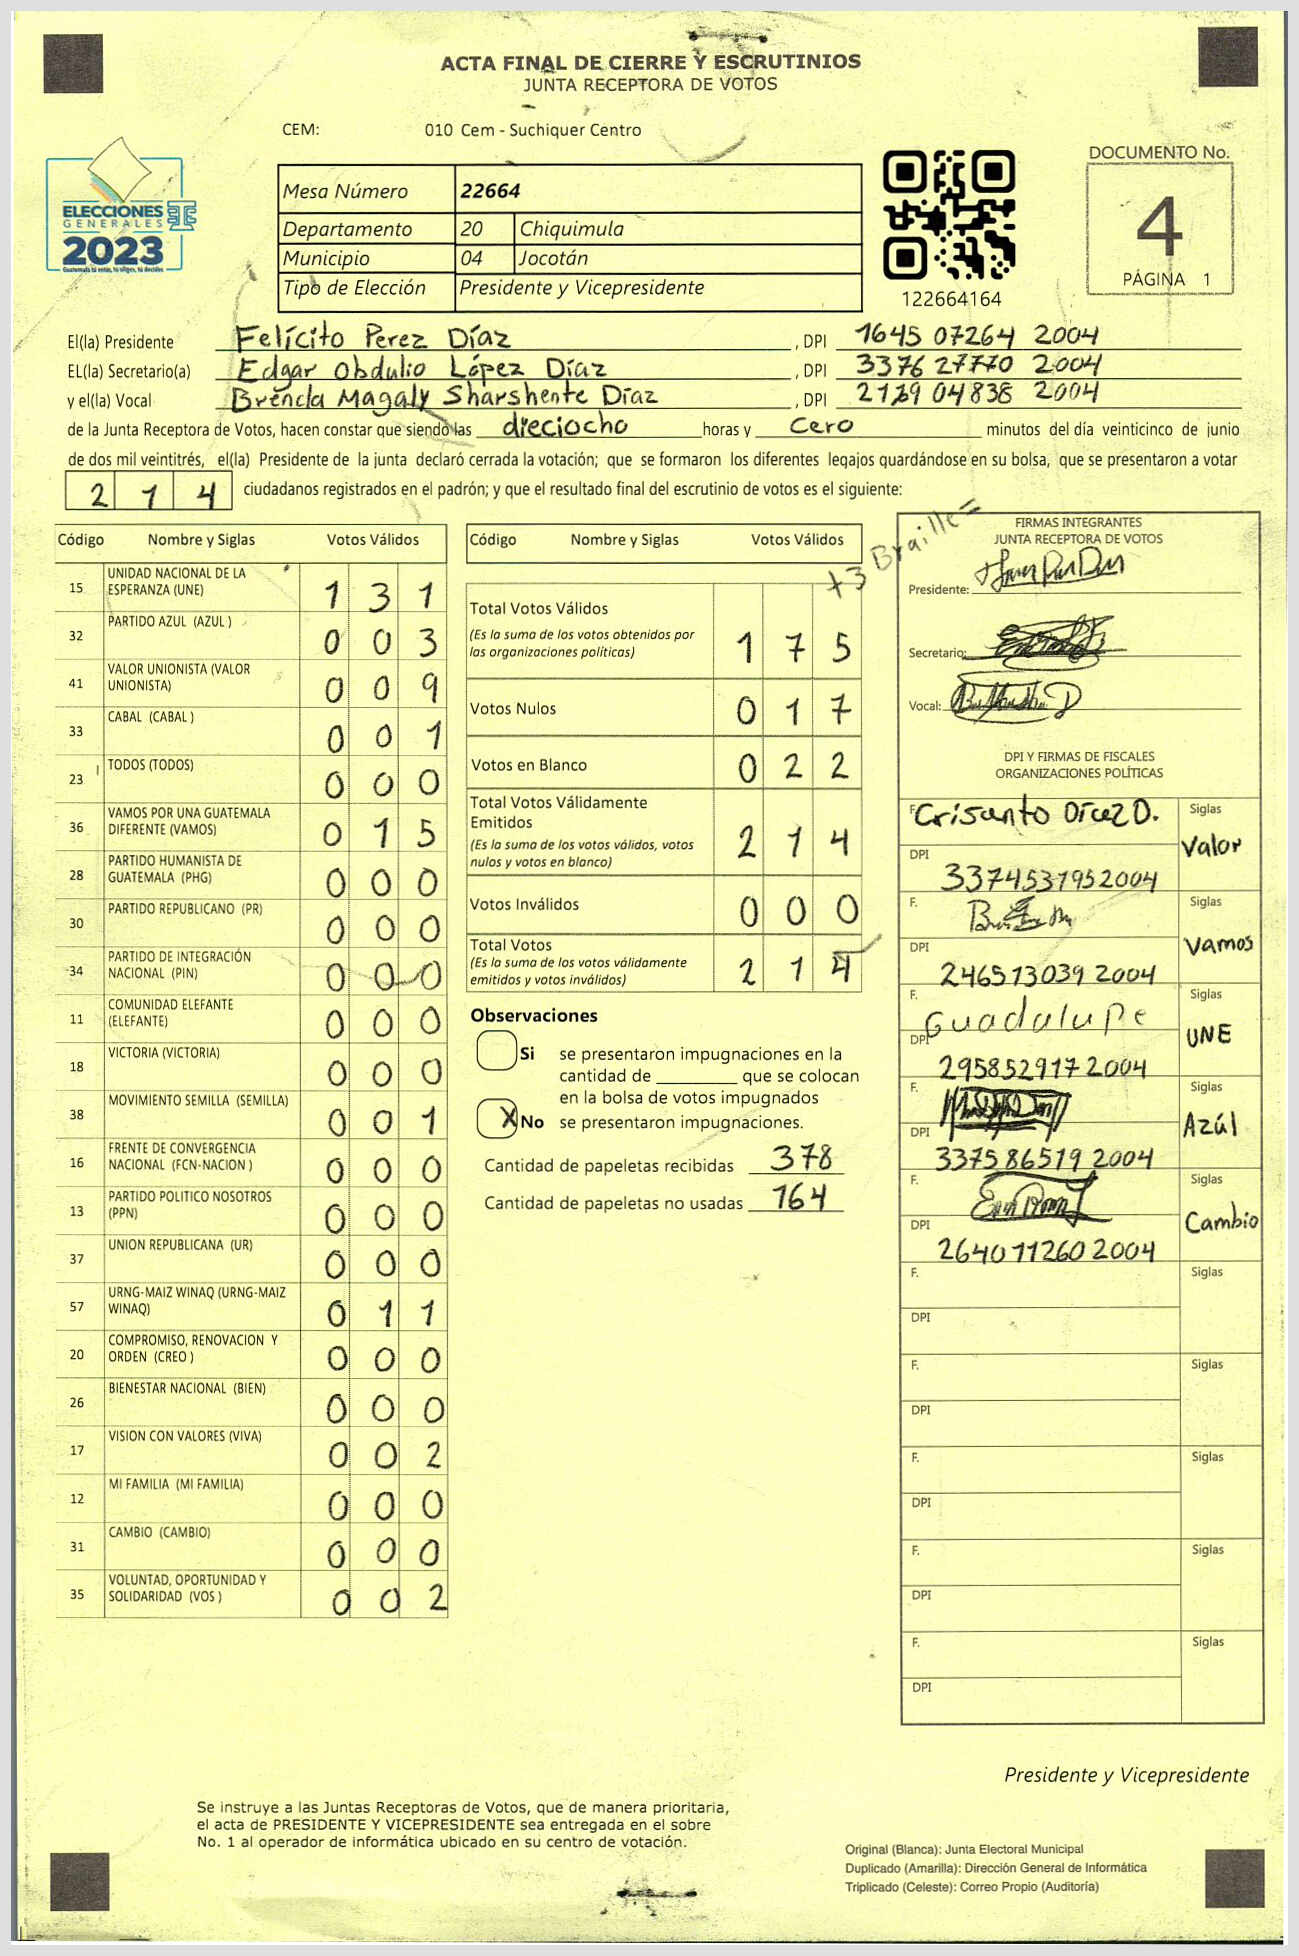 ACTA FINAL DE CIERRE Y ESCRUTINIOS
JUNTA RECEPTORA DE VOTOS
CEM: 010 Cem - Suchiquer Centro
ELECCIONES
GENERALES
2023
Guatemala tú votas, tú eliges, tú decides
Mesa Número 22664
Departamento 20 Chiquimula
Municipio 04 Jocotán
Tipo de Elección Presidente y Vicepresidente
122664164
DOCUMENTO No.
4
PÁGINA 1
El(la) Presidente Felícito Perez Díaz , DPI 1645 07264 2004
EL(la) Secretario(a) Edgar Obdulio López Díaz , DPI 3376 27770 2004
y el(la) Vocal Brenda Magaly Sharshente Díaz , DPI 2179 04838 2004
de la Junta Receptora de Votos, hacen constar que siendo las dieciocho horas y Cero minutos del día veinticinco de junio
de dos mil veintitrés, el(la) Presidente de la junta declaró cerrada la votación; que se formaron los diferentes legajos guardándose en su bolsa, que se presentaron a votar
2 1 4 ciudadanos registrados en el padrón; y que el resultado final del escrutinio de votos es el siguiente:
Código Nombre y Siglas Votos Válidos
15 UNIDAD NACIONAL DE LA
ESPERANZA (UNE) 1 3 1
32 PARTIDO AZUL (AZUL ) 0 0 3
41 VALOR UNIONISTA (VALOR
UNIONISTA) 0 0 9
33 CABAL (CABAL ) 0 0 1
23 TODOS (TODOS) 0 0 0
36 VAMOS POR UNA GUATEMALA
DIFERENTE (VAMOS) 0 1 5
28 PARTIDO HUMANISTA DE
GUATEMALA (PHG) 0 0 0
30 PARTIDO REPUBLICANO (PR) 0 0 0
34 PARTIDO DE INTEGRACIÓN
NACIONAL (PIN) 0 0 0
11 COMUNIDAD ELEFANTE
(ELEFANTE) 0 0 0
18 VICTORIA (VICTORIA) 0 0 0
38 MOVIMIENTO SEMILLA (SEMILLA) 0 0 1
16 FRENTE DE CONVERGENCIA
NACIONAL (FCN-NACION ) 0 0 0
13 PARTIDO POLITICO NOSOTROS
(PPN) 0 0 0
37 UNION REPUBLICANA (UR) 0 0 0
57 URNG-MAIZ WINAQ (URNG-MAIZ
WINAQ) 0 1 1
20 COMPROMISO, RENOVACION Y
ORDEN (CREO ) 0 0 0
26 BIENESTAR NACIONAL (BIEN) 0 0 0
17 VISION CON VALORES (VIVA) 0 0 2
12 MI FAMILIA (MI FAMILIA) 0 0 0
31 CAMBIO (CAMBIO) 0 0 0
35 VOLUNTAD, OPORTUNIDAD Y
SOLIDARIDAD (VOS ) 0 0 2
Código Nombre y Siglas Votos Válidos
+3 Braille=
Total Votos Válidos
(Es la suma de los votos obtenidos por
las organizaciones políticas) 1 7 5
Votos Nulos 0 1 7
Votos en Blanco 0 2 2
Total Votos Válidamente
Emitidos
(Es la suma de los votos válidos, votos
nulos y votos en blanco) 2 1 4
Votos Inválidos 0 0 0
Total Votos
(Es la suma de los votos válidamente
emitidos y votos inválidos) 2 1 4
Observaciones
Si se presentaron impugnaciones en la
cantidad de que se colocan
en la bolsa de votos impugnados
X No se presentaron impugnaciones.
Cantidad de papeletas recibidas 378
Cantidad de papeletas no usadas 164
FIRMAS INTEGRANTES
JUNTA RECEPTORA DE VOTOS
Presidente:
Secretario:
Vocal:
DPI Y FIRMAS DE FISCALES
ORGANIZACIONES POLÍTICAS
F. Crisanto Díaz D. Siglas
Valor
DPI 3374531952004
F. Siglas
Vamos
DPI 246513039 2004
F. Guadalupe Siglas
UNE
DPI 295852917 2004
F. Siglas
Azúl
DPI 337586519 2004
F. Siglas
Cambio
DPI 264011260 2004
F. Siglas
DPI
F. Siglas
DPI
F. Siglas
DPI
F. Siglas
DPI
F. Siglas
DPI
Presidente y Vicepresidente
Se instruye a las Juntas Receptoras de Votos, que de manera prioritaria,
el acta de PRESIDENTE Y VICEPRESIDENTE sea entregada en el sobre
No. 1 al operador de informática ubicado en su centro de votación.
Original (Blanca): Junta Electoral Municipal
Duplicado (Amarilla): Dirección General de Informática
Triplicado (Celeste): Correo Propio (Auditoría)